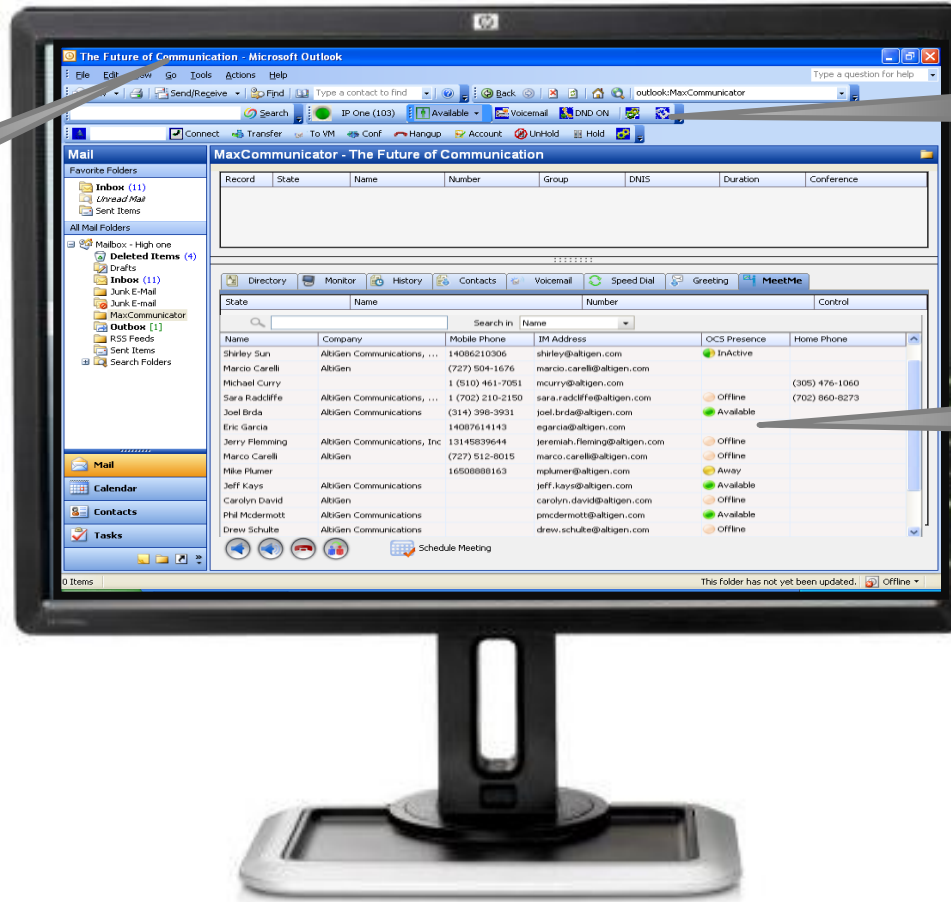 hp
The Future of Communication - Microsoft Outlook
File Edit View Go Tools Actions Help Type a question for help
Send/Receive Find Type a contact to find Back outlook:MaxCommunicator
Search IP One (103) Available Voicemail DND ON
Connect Transfer To VM Conf Hangup Account UnHold Hold
Mail MaxCommunicator - The Future of Communication
Favorite Folders
Inbox (11)
Unread Mail
Sent Items
All Mail Folders
Mailbox - High one
Deleted Items (4)
Drafts
Inbox (11)
Junk E-Mail
Junk E-mail
MaxCommunicator
Outbox [1]
RSS Feeds
Sent Items
Search Folders
Mail
Calendar
Contacts
Tasks
Record State Name Number Group DNIS Duration Conference
Directory Monitor History Contacts Voicemail Speed Dial Greeting MeetMe
State Name Number Control
Search in Name
Name Company Mobile Phone IM Address OCS Presence Home Phone
Shirley Sun AltiGen Communications, ... 14086210306 shirley@altigen.com InActive
Marcio Carelli AltiGen (727) 504-1676 marcio.carelli@altigen.com
Michael Curry 1 (510) 461-7051 mcurry@altigen.com (305) 476-1060
Sara Radcliffe AltiGen Communications, ... 1 (702) 210-2150 sara.radcliffe@altigen.com Offline (702) 860-8273
Joel Brda AltiGen Communications (314) 398-3931 joel.brda@altigen.com Available
Eric Garcia 14087614143 egarcia@altigen.com
Jerry Flemming AltiGen Communications, Inc 13145839644 jeremiah.fleming@altigen.com Offline
Marco Carelli AltiGen (727) 512-8015 marco.carelli@altigen.com Offline
Mike Plumer 16508888163 mplumer@altigen.com Away
Jeff Kays AltiGen Communications jeff.kays@altigen.com Available
Carolyn David AltiGen carolyn.david@altigen.com Offline
Phil Mcdermott AltiGen Communications pmcdermott@altigen.com Available
Drew Schulte AltiGen Communications drew.schulte@altigen.com Offline
Schedule Meeting
0 Items This folder has not yet been updated. Offline